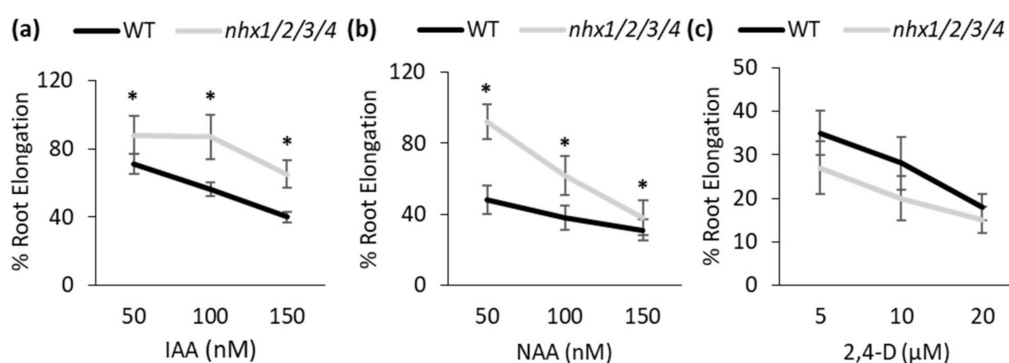 (a) WT nhx1/2/3/4
% Root Elongation
120
80
40
0
* * *
50 100 150
IAA (nM)
(b) WT nhx1/2/3/4
% Root Elongation
120
80
40
0
* * *
50 100 150
NAA (nM)
(c) WT nhx1/2/3/4
% Root Elongation
50
40
30
20
10
0
5 10 20
2,4-D (µM)